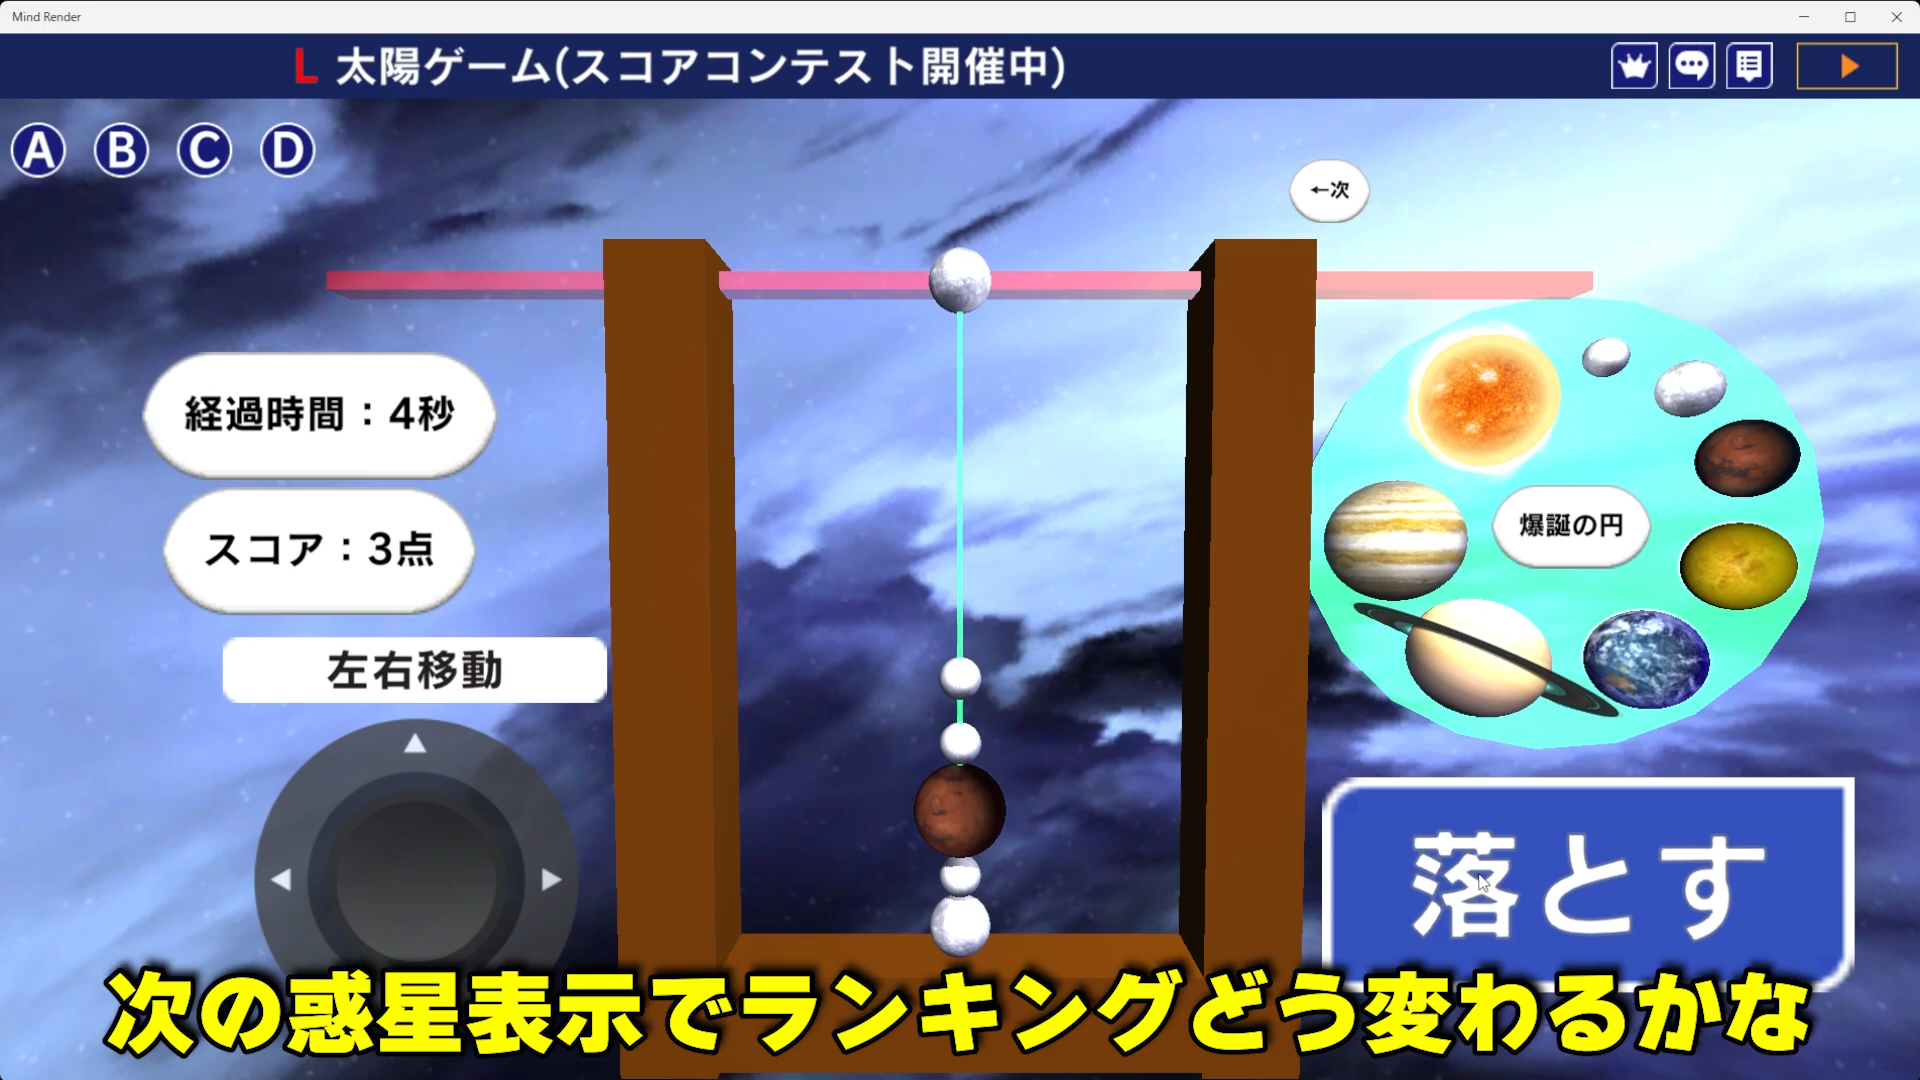 Mind Render
L 太陽ゲーム(スコアコンテスト開催中)
A B C D
←次
経過時間：4秒
スコア：3点
爆誕の円
左右移動
落とす
次の惑星表示でランキングどう変わるかな